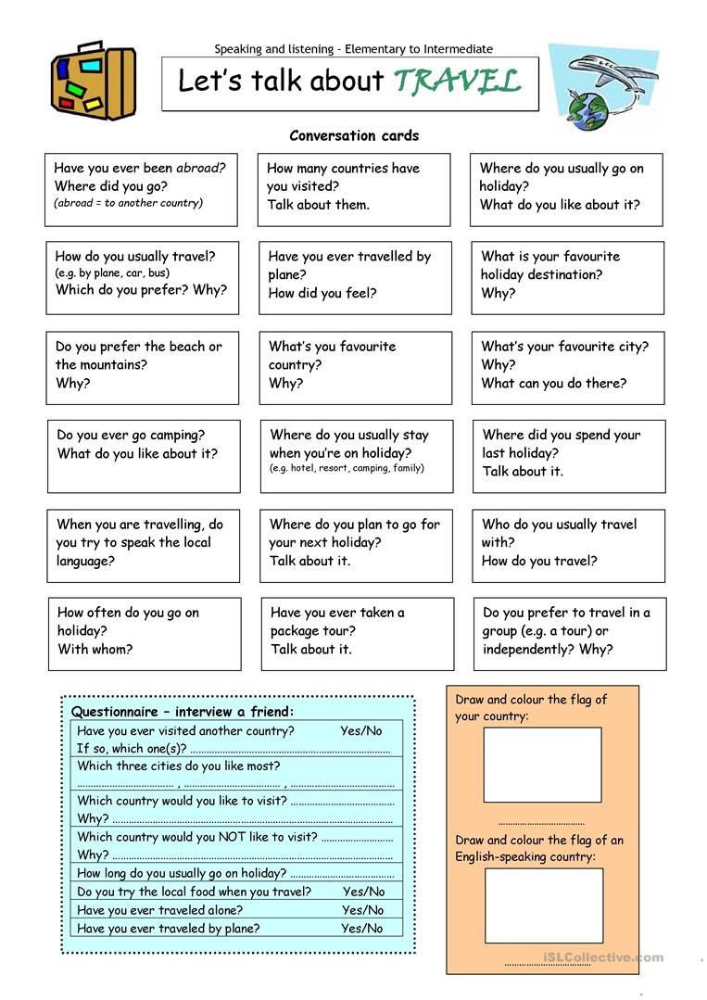 Speaking and listening – Elementary to Intermediate
Let's talk about TRAVEL
Conversation cards
Have you ever been abroad?
Where did you go?
(abroad = to another country)
How many countries have
you visited?
Talk about them.
Where do you usually go on
holiday?
What do you like about it?
How do you usually travel?
(e.g. by plane, car, bus)
Which do you prefer? Why?
Have you ever travelled by
plane?
How did you feel?
What is your favourite
holiday destination?
Why?
Do you prefer the beach or
the mountains?
Why?
What's you favourite
country?
Why?
What's your favourite city?
Why?
What can you do there?
Do you ever go camping?
What do you like about it?
Where do you usually stay
when you're on holiday?
(e.g. hotel, resort, camping, family)
Where did you spend your
last holiday?
Talk about it.
When you are travelling, do
you try to speak the local
language?
Where do you plan to go for
your next holiday?
Talk about it.
Who do you usually travel
with?
How do you travel?
How often do you go on
holiday?
With whom?
Have you ever taken a
package tour?
Talk about it.
Do you prefer to travel in a
group (e.g. a tour) or
independently? Why?
Questionnaire – interview a friend:
Have you ever visited another country? Yes/No
If so, which one(s)? ……………………………………………………………
Which three cities do you like most?
……………………………… , ……………………………… , ………………………………
Which country would you like to visit? ………………………………
Why? ……………………………………………………………………………………
Which country would you NOT like to visit? ……………………
Why? ……………………………………………………………………………………
How long do you usually go on holiday? ………………………………
Do you try the local food when you travel? Yes/No
Have you ever traveled alone? Yes/No
Have you ever traveled by plane? Yes/No
Draw and colour the flag of
your country:
……………………………
Draw and colour the flag of an
English-speaking country:
……………………………
iSLCollective.com